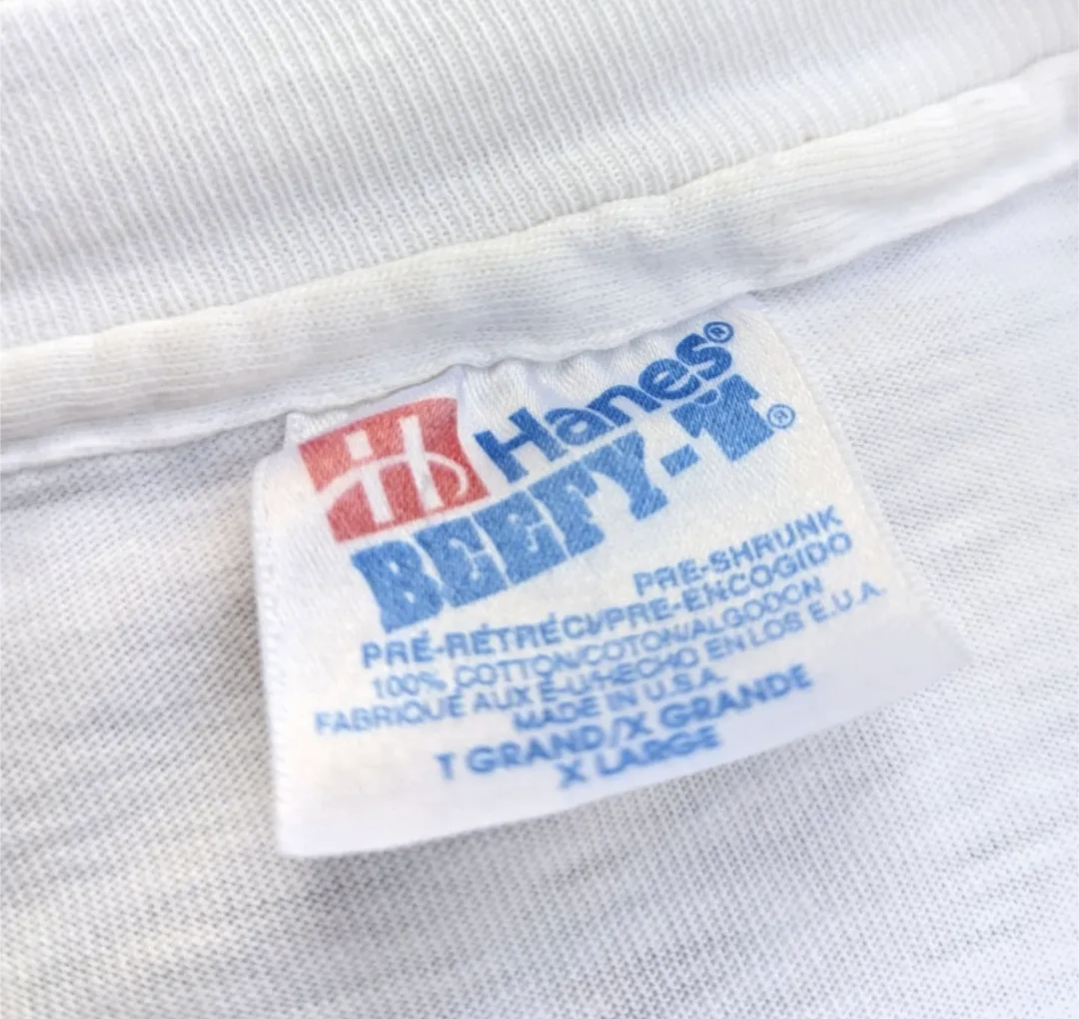 H Hanes®
BEEFY-T®
PRE-SHRUNK
PRÉ-RÉTRÉCI/PRE-ENCOGIDO
100% COTTON/COTON/ALGODON
FABRIQUÉ AUX É-U/HECHO EN LOS E.U.A.
MADE IN U.S.A.
T GRAND/X GRANDE
X LARGE